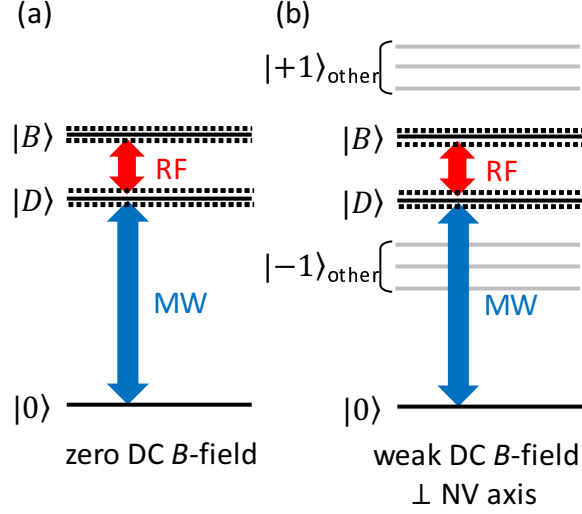 (a)
|B⟩
RF
|D⟩
MW
|0⟩
zero DC B-field
(b)
|+1⟩other
|B⟩
RF
|D⟩
|−1⟩other
MW
|0⟩
weak DC B-field
⊥ NV axis